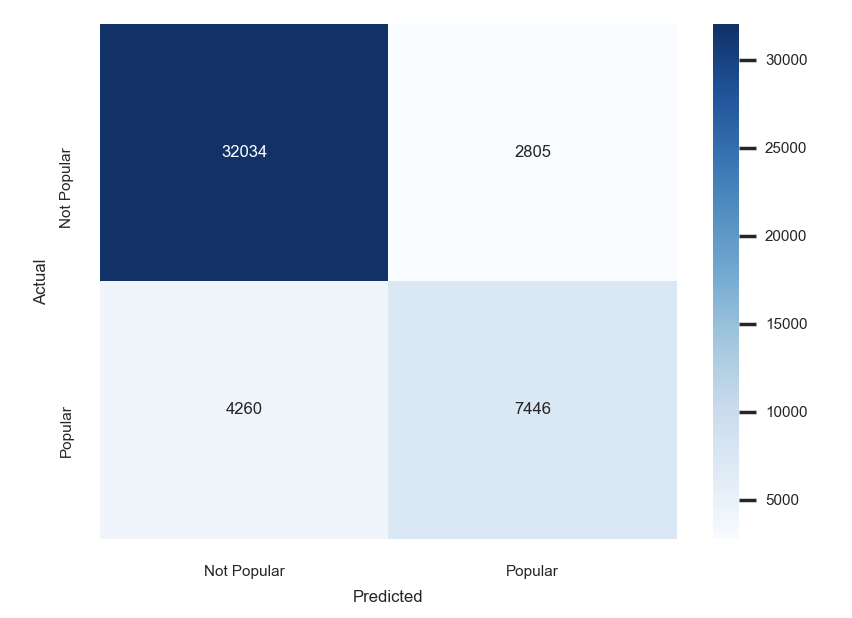 30000
32034
2805
25000
Not Popular
20000
Actual
15000
4260
7446
Popular
10000
5000
Not Popular
Popular
Predicted